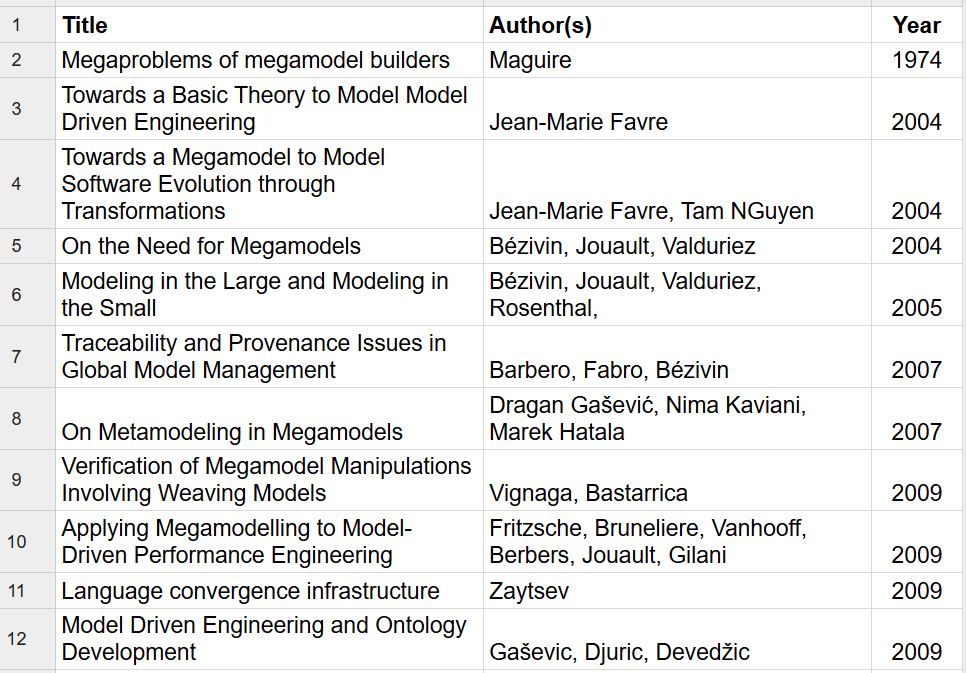 1 Title Author(s) Year
2 Megaproblems of megamodel builders Maguire 1974
Towards a Basic Theory to Model Model
3 Driven Engineering Jean-Marie Favre 2004
Towards a Megamodel to Model
Software Evolution through
4 Transformations Jean-Marie Favre, Tam NGuyen 2004
5 On the Need for Megamodels Bézivin, Jouault, Valduriez 2004
Modeling in the Large and Modeling in Bézivin, Jouault, Valduriez,
6 the Small Rosenthal, 2005
Traceability and Provenance Issues in
7 Global Model Management Barbero, Fabro, Bézivin 2007
Dragan Gašević, Nima Kaviani,
8 On Metamodeling in Megamodels Marek Hatala 2007
Verification of Megamodel Manipulations
9 Involving Weaving Models Vignaga, Bastarrica 2009
Applying Megamodelling to Model- Fritzsche, Bruneliere, Vanhooff,
10 Driven Performance Engineering Berbers, Jouault, Gilani 2009
11 Language convergence infrastructure Zaytsev 2009
Model Driven Engineering and Ontology
12 Development Gaševic, Djuric, Devedžic 2009